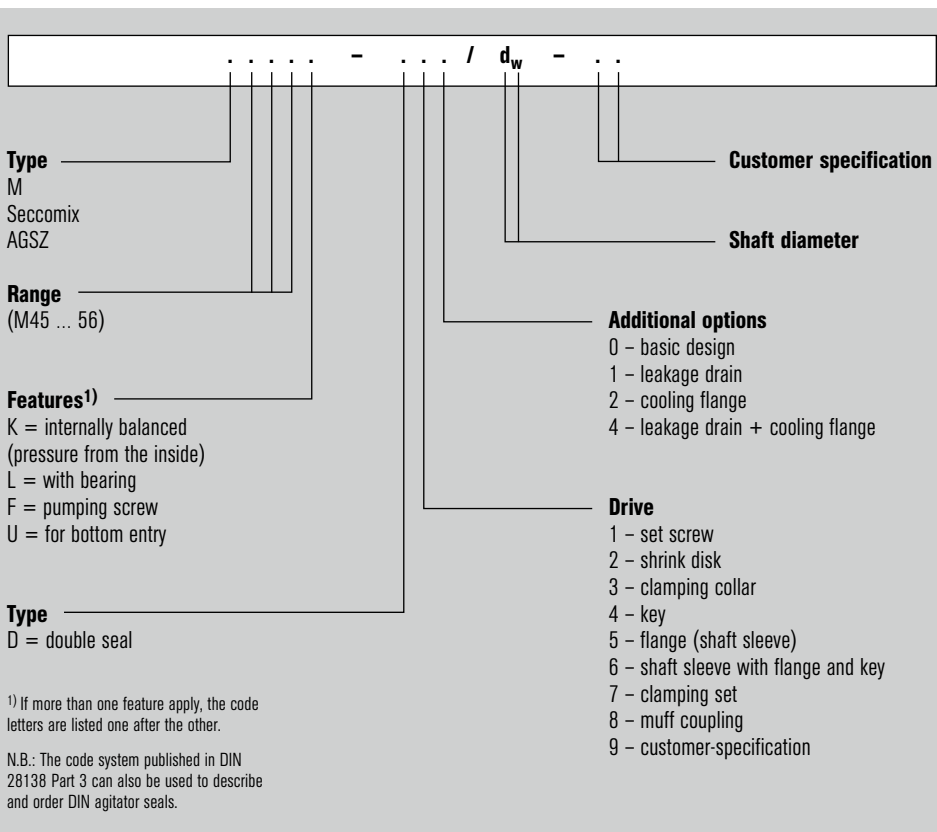 . . . . . – . . . / dw – . .
Type
M
Seccomix
AGSZ
Range
(M45 ... 56)
Features1)
K = internally balanced
(pressure from the inside)
L = with bearing
F = pumping screw
U = for bottom entry
Type
D = double seal
1) If more than one feature apply, the code
letters are listed one after the other.
N.B.: The code system published in DIN
28138 Part 3 can also be used to describe
and order DIN agitator seals.
Customer specification
Shaft diameter
Additional options
0 – basic design
1 – leakage drain
2 – cooling flange
4 – leakage drain + cooling flange
Drive
1 – set screw
2 – shrink disk
3 – clamping collar
4 – key
5 – flange (shaft sleeve)
6 – shaft sleeve with flange and key
7 – clamping set
8 – muff coupling
9 – customer-specification